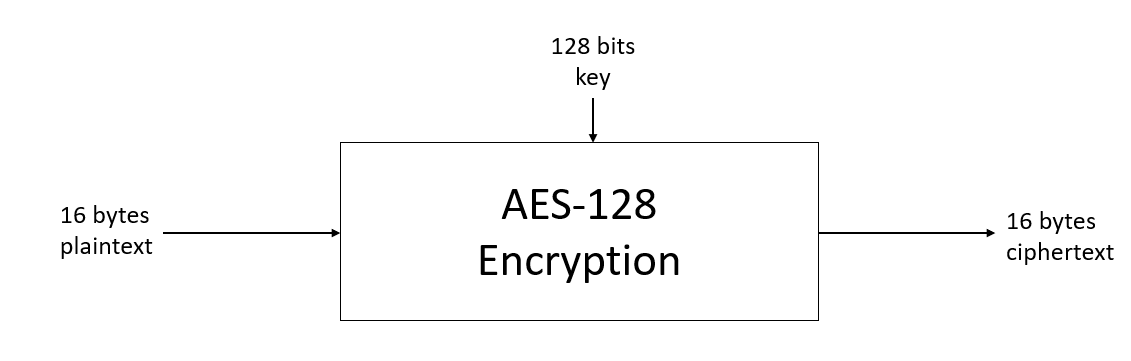 128 bits
key
16 bytes
plaintext
AES-128
Encryption
16 bytes
ciphertext